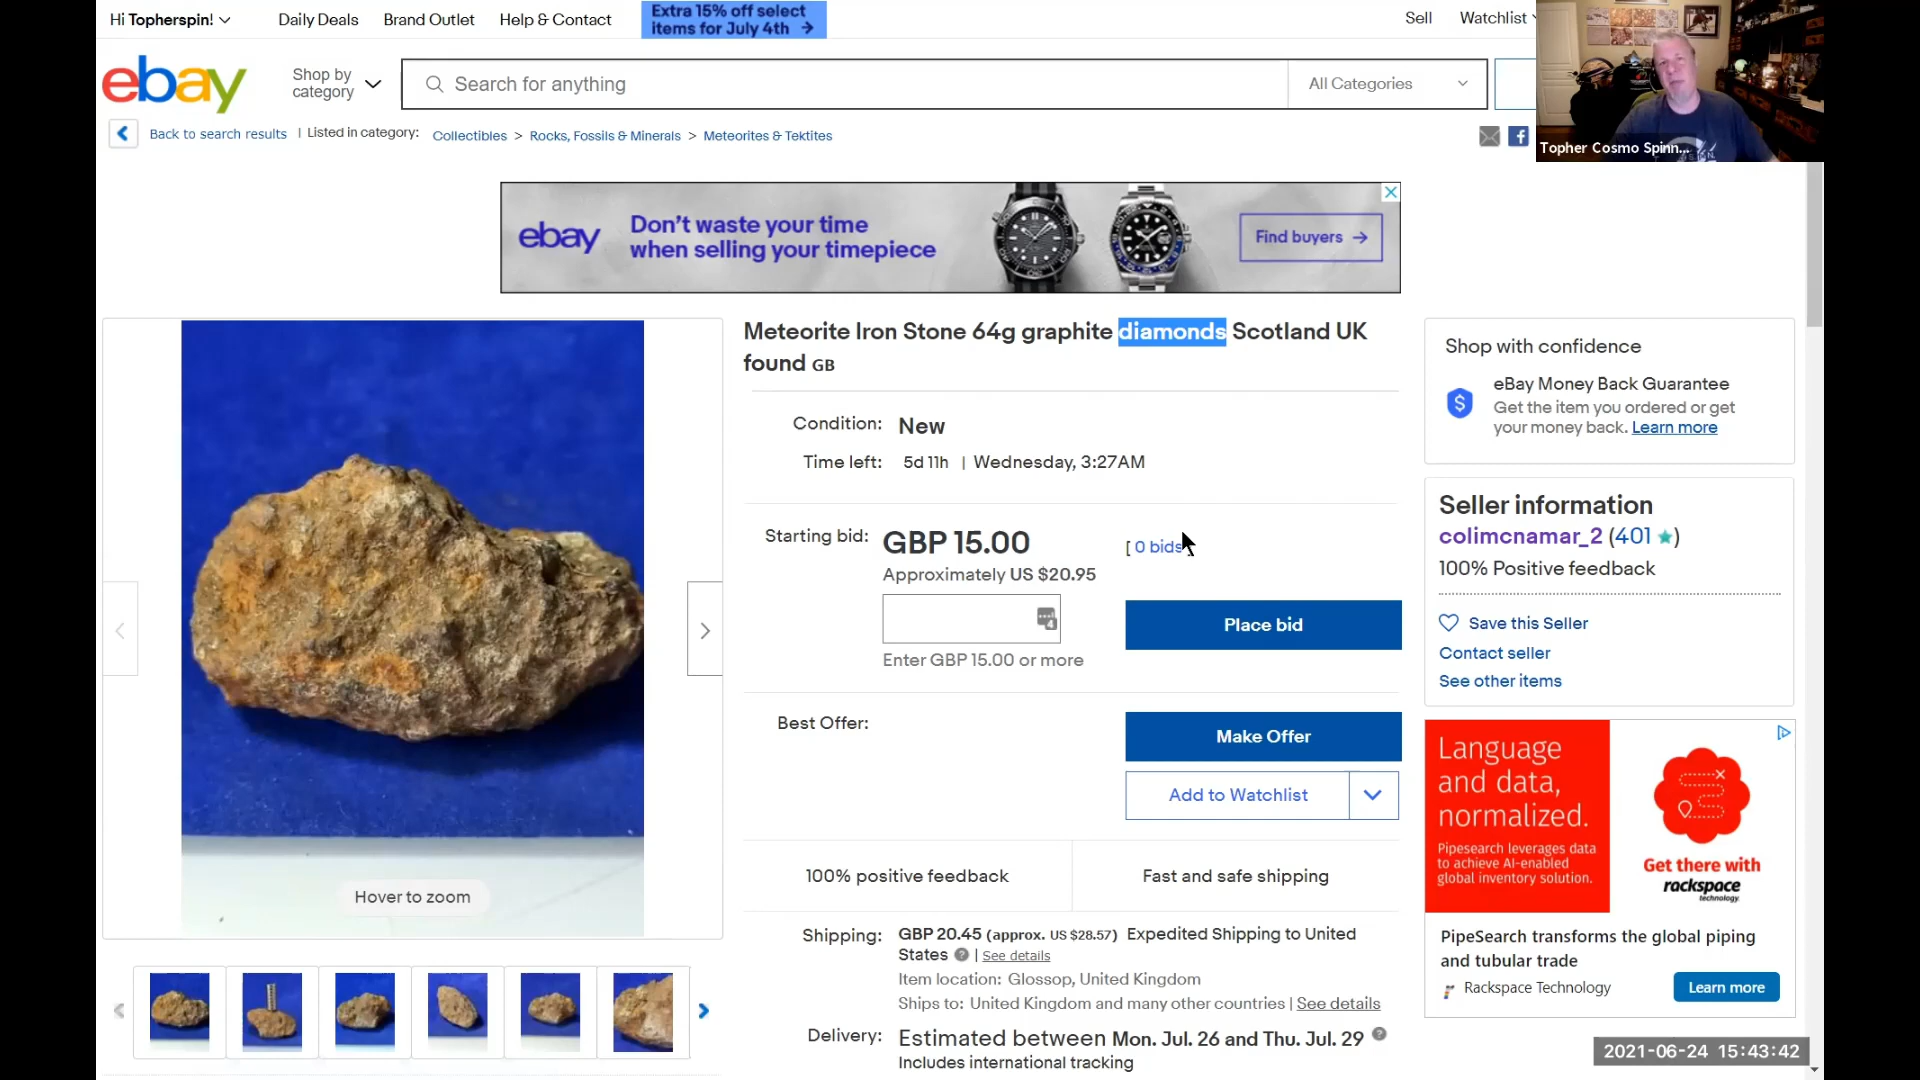 Hi Topherspin!
Daily Deals
Brand Outlet
Help & Contact
Extra 15% off select
items for July 4th →
Sell
Watchlist
ebay
Shop by
category
Search for anything
All Categories
Back to search results
| Listed in category:
Collectibles > Rocks, Fossils & Minerals > Meteorites & Tektites
Topher Cosmo Spinn...
ebay
Don't waste your time
when selling your timepiece
Find buyers →
Meteorite Iron Stone 64g graphite diamonds Scotland UK
found GB
Condition: New
Time left: 5d 11h | Wednesday, 3:27AM
Starting bid: GBP 15.00
[ 0 bids ]
Approximately US $20.95
4
Enter GBP 15.00 or more
Place bid
Best Offer:
Make Offer
Add to Watchlist
100% positive feedback
Fast and safe shipping
Shipping: GBP 20.45 (approx. US $28.57) Expedited Shipping to United
States | See details
Item location: Glossop, United Kingdom
Ships to: United Kingdom and many other countries | See details
Delivery: Estimated between Mon. Jul. 26 and Thu. Jul. 29
Includes international tracking
Hover to zoom
Shop with confidence
eBay Money Back Guarantee
Get the item you ordered or get
your money back. Learn more
Seller information
colimcnamar_2 (401 ★)
100% Positive feedback
Save this Seller
Contact seller
See other items
Language
and data,
normalized.
Pipesearch leverages data
to achieve AI-enabled
global inventory solution.
Get there with
rackspace
technology.
PipeSearch transforms the global piping
and tubular trade
Rackspace Technology
Learn more
2021-06-24 15:43:42